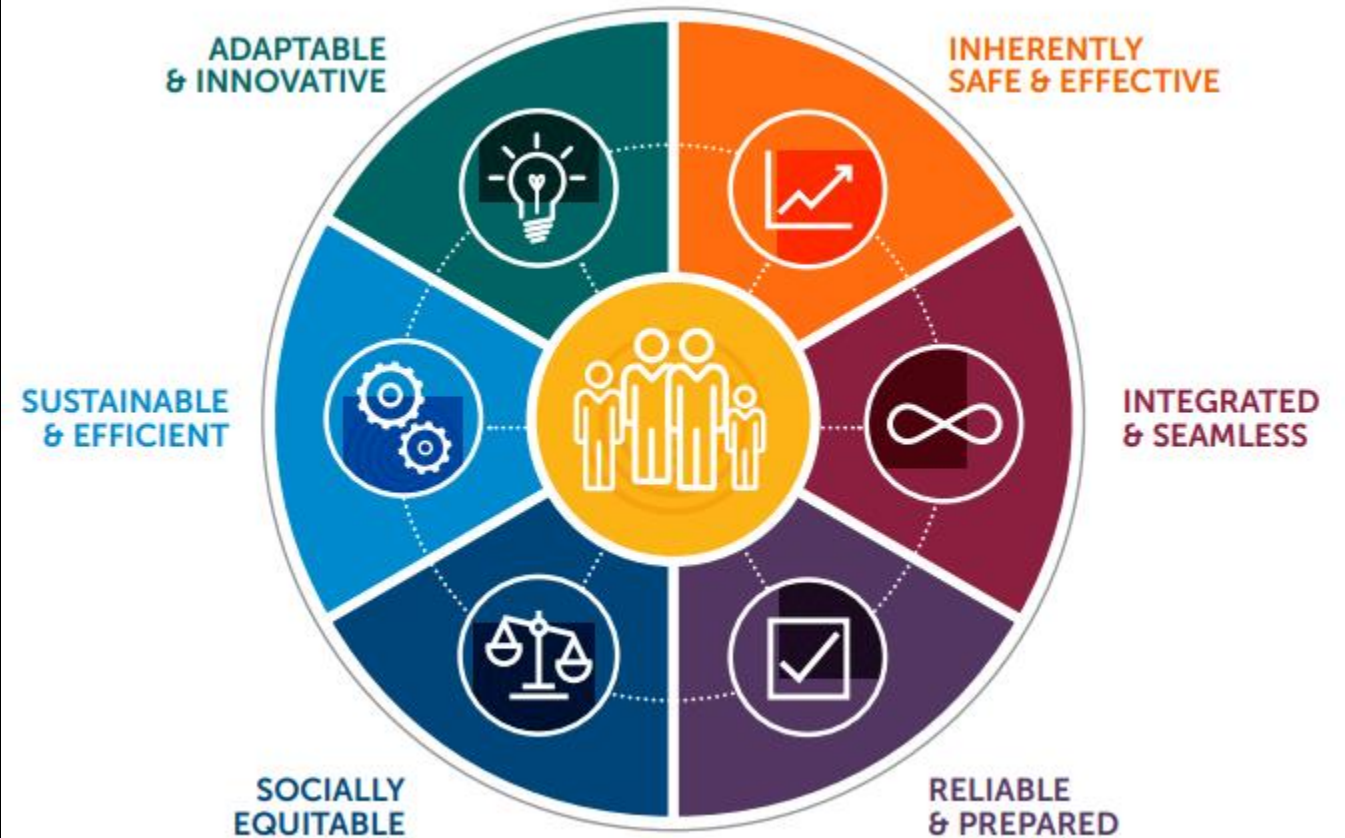 ADAPTABLE
& INNOVATIVE
INHERENTLY
SAFE & EFFECTIVE
SUSTAINABLE
& EFFICIENT
INTEGRATED
& SEAMLESS
SOCIALLY
EQUITABLE
RELIABLE
& PREPARED